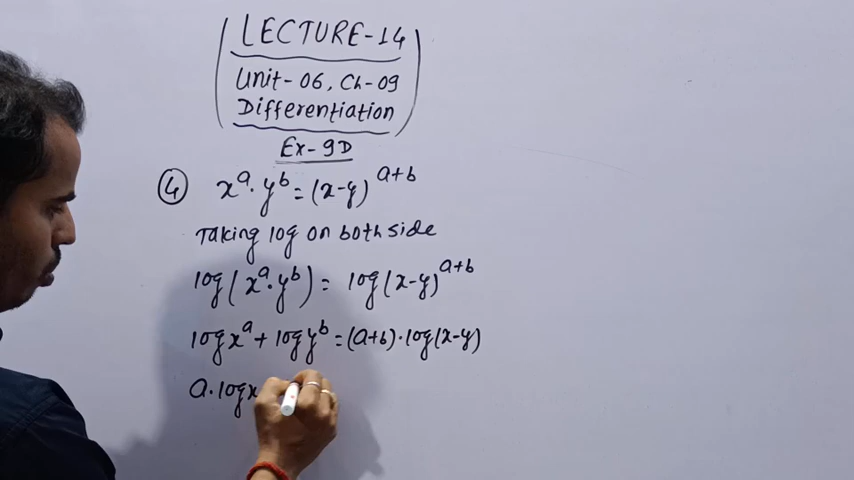 LECTURE-14
Unit-06, Ch-09
Differentiation
Ex-9D
④ x^a · y^b = (x-y)^(a+b)
Taking log on both side
log(x^a · y^b) = log(x-y)^(a+b)
log x^a + log y^b = (a+b) · log(x-y)
a · log x